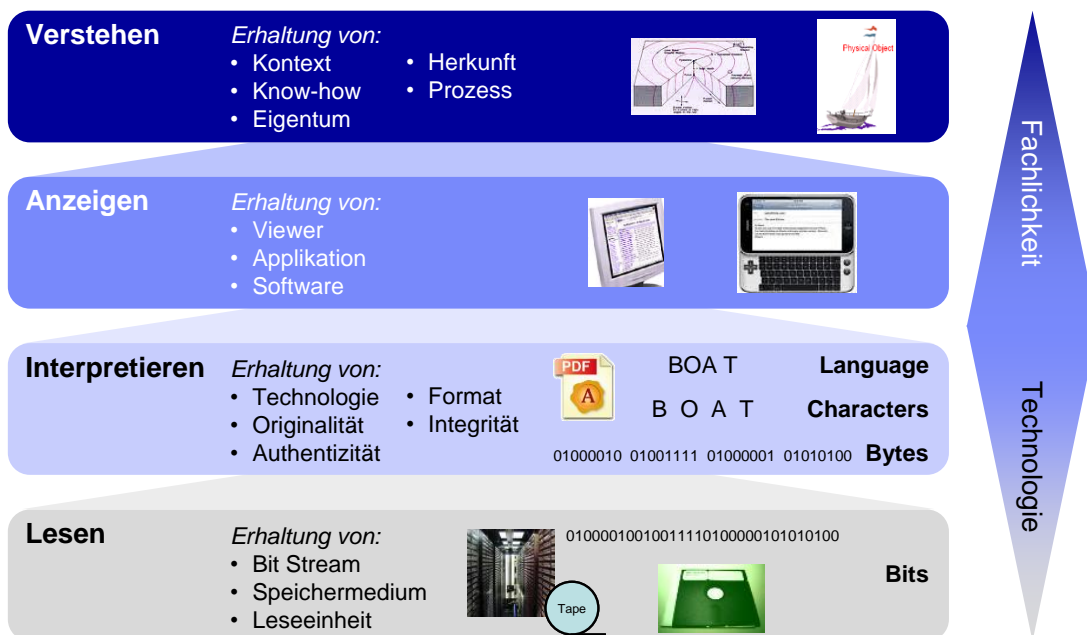 Verstehen
Erhaltung von:
• Kontext
• Know-how
• Eigentum
• Herkunft
• Prozess
Physical Object
Anzeigen
Erhaltung von:
• Viewer
• Applikation
• Software
Interpretieren
Erhaltung von:
• Technologie
• Originalität
• Authentizität
• Format
• Integrität
PDF
A
BOA T Language
B O A T Characters
01000010 01001111 01000001 01010100 Bytes
Lesen
Erhaltung von:
• Bit Stream
• Speichermedium
• Leseeinheit
Tape
01000010010011110100000101010100
Bits
Fachlichkeit
Technologie